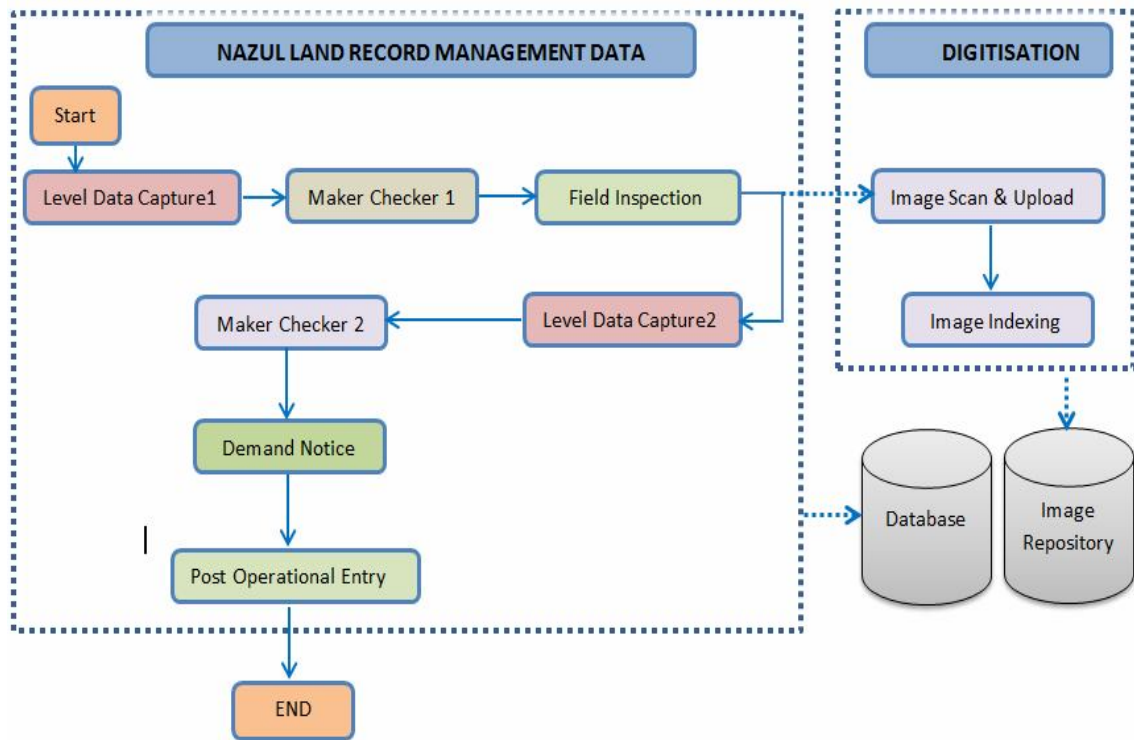 NAZUL LAND RECORD MANAGEMENT DATA
DIGITISATION
Start
Level Data Capture1
Maker Checker 1
Field Inspection
Image Scan & Upload
Maker Checker 2
Level Data Capture2
Image Indexing
Demand Notice
Database
Image
Repository
Post Operational Entry
END